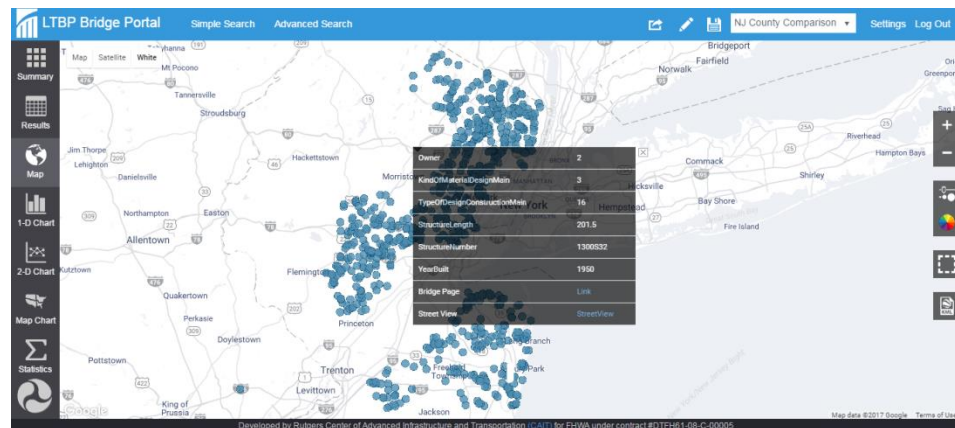 LTBP Bridge Portal Simple Search Advanced Search NJ County Comparison Settings Log Out
Summary
Results
Map
1-D Chart
2-D Chart
Map Chart
Statistics
Map Satellite White
Mt Pocono
Tannersville
Stroudsburg
Jim Thorpe
Lehighton
Danielsville
Hackettstown
Northampton
Easton
Allentown
Kutztown
Quakertown
Perkasie
Doylestown
Pottstown
Princeton
Trenton
Levittown
King of
Prussia
Jackson
Bridgeport
Norwalk
Fairfield
Riverhead
Hampton Bays
Commack
Shirley
Hicksville
Hempstead
Bay Shore
Fire Island
New York
Owner 2
KindOfMaterialDesignMain 3
TypeOfDesignConstructionMain 16
StructureLength 201.5
StructureNumber 1300S32
YearBuilt 1950
Bridge Page Link
Street View StreetView
Google
Map data ©2017 Google Terms of Use
Developed by Rutgers Center of Advanced Infrastructure and Transportation (CAIT) for FHWA under contract #DTFH61-08-C-00005